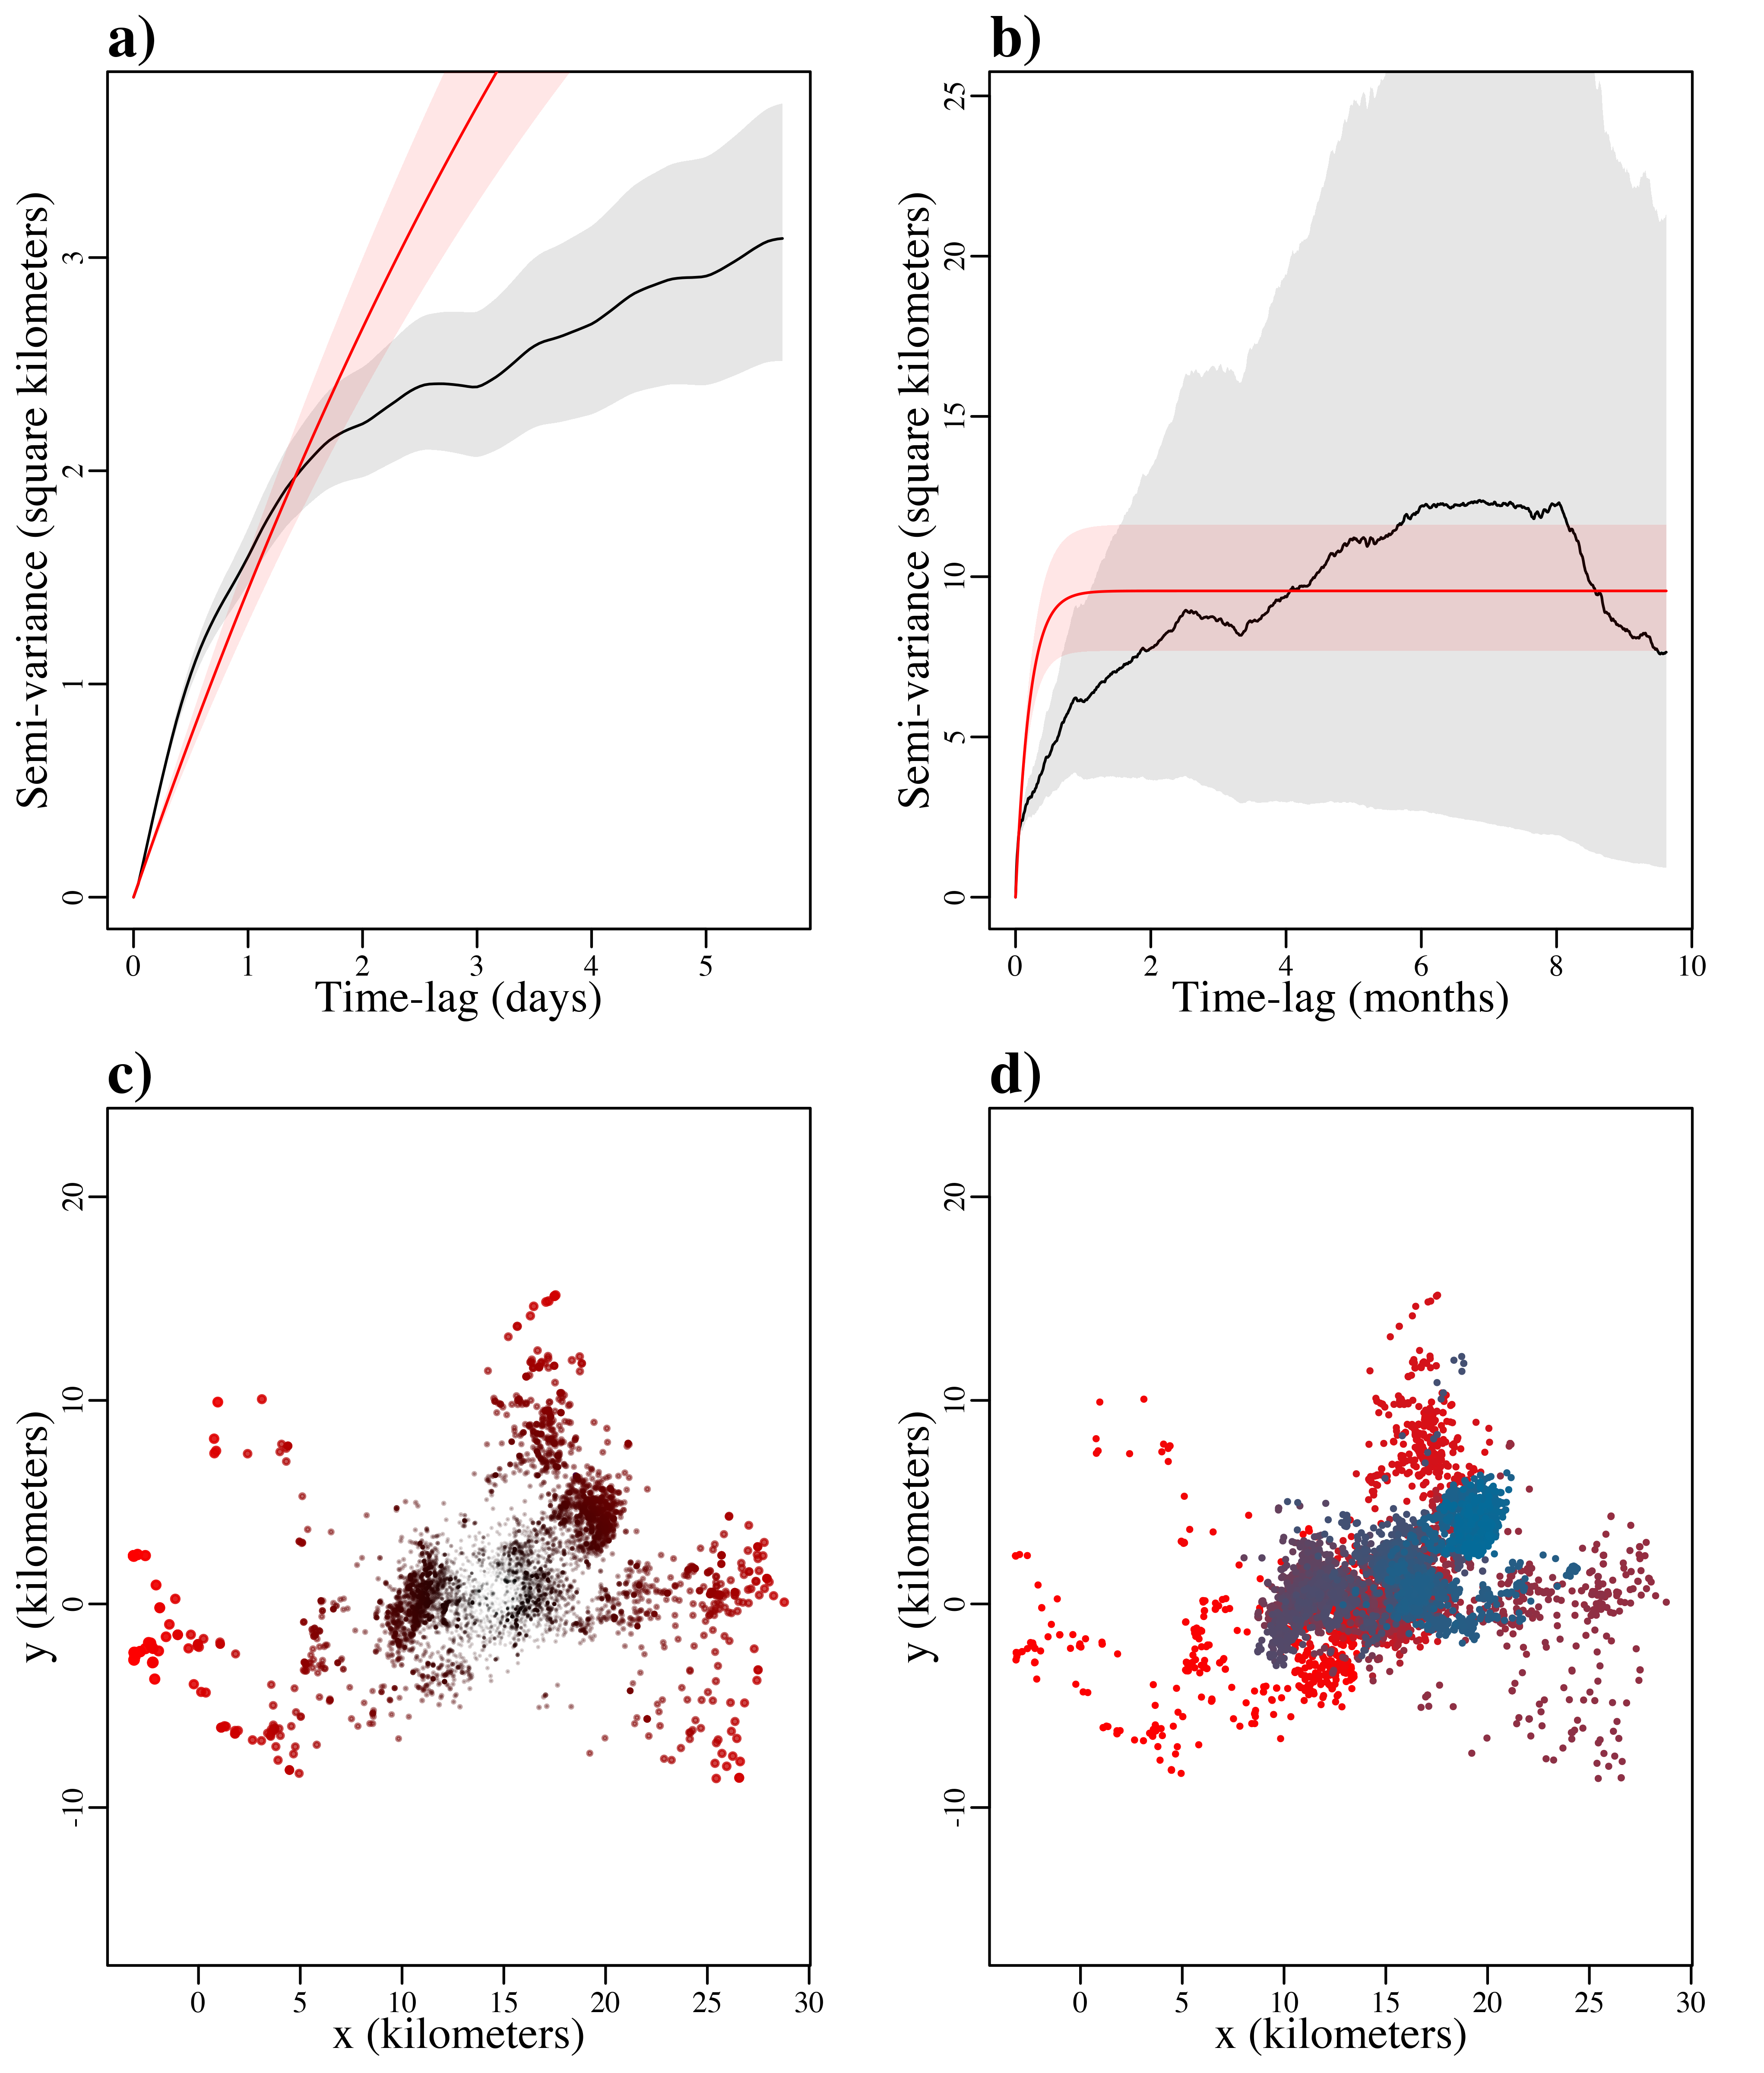 a)
Semi-variance (square kilometers)
3
2
1
0
0 1 2 3 4 5
Time-lag (days)
b)
Semi-variance (square kilometers)
25
20
15
10
5
0
0 2 4 6 8 10
Time-lag (months)
c)
y (kilometers)
20
10
0
-10
0 5 10 15 20 25 30
x (kilometers)
d)
y (kilometers)
20
10
0
-10
0 5 10 15 20 25 30
x (kilometers)